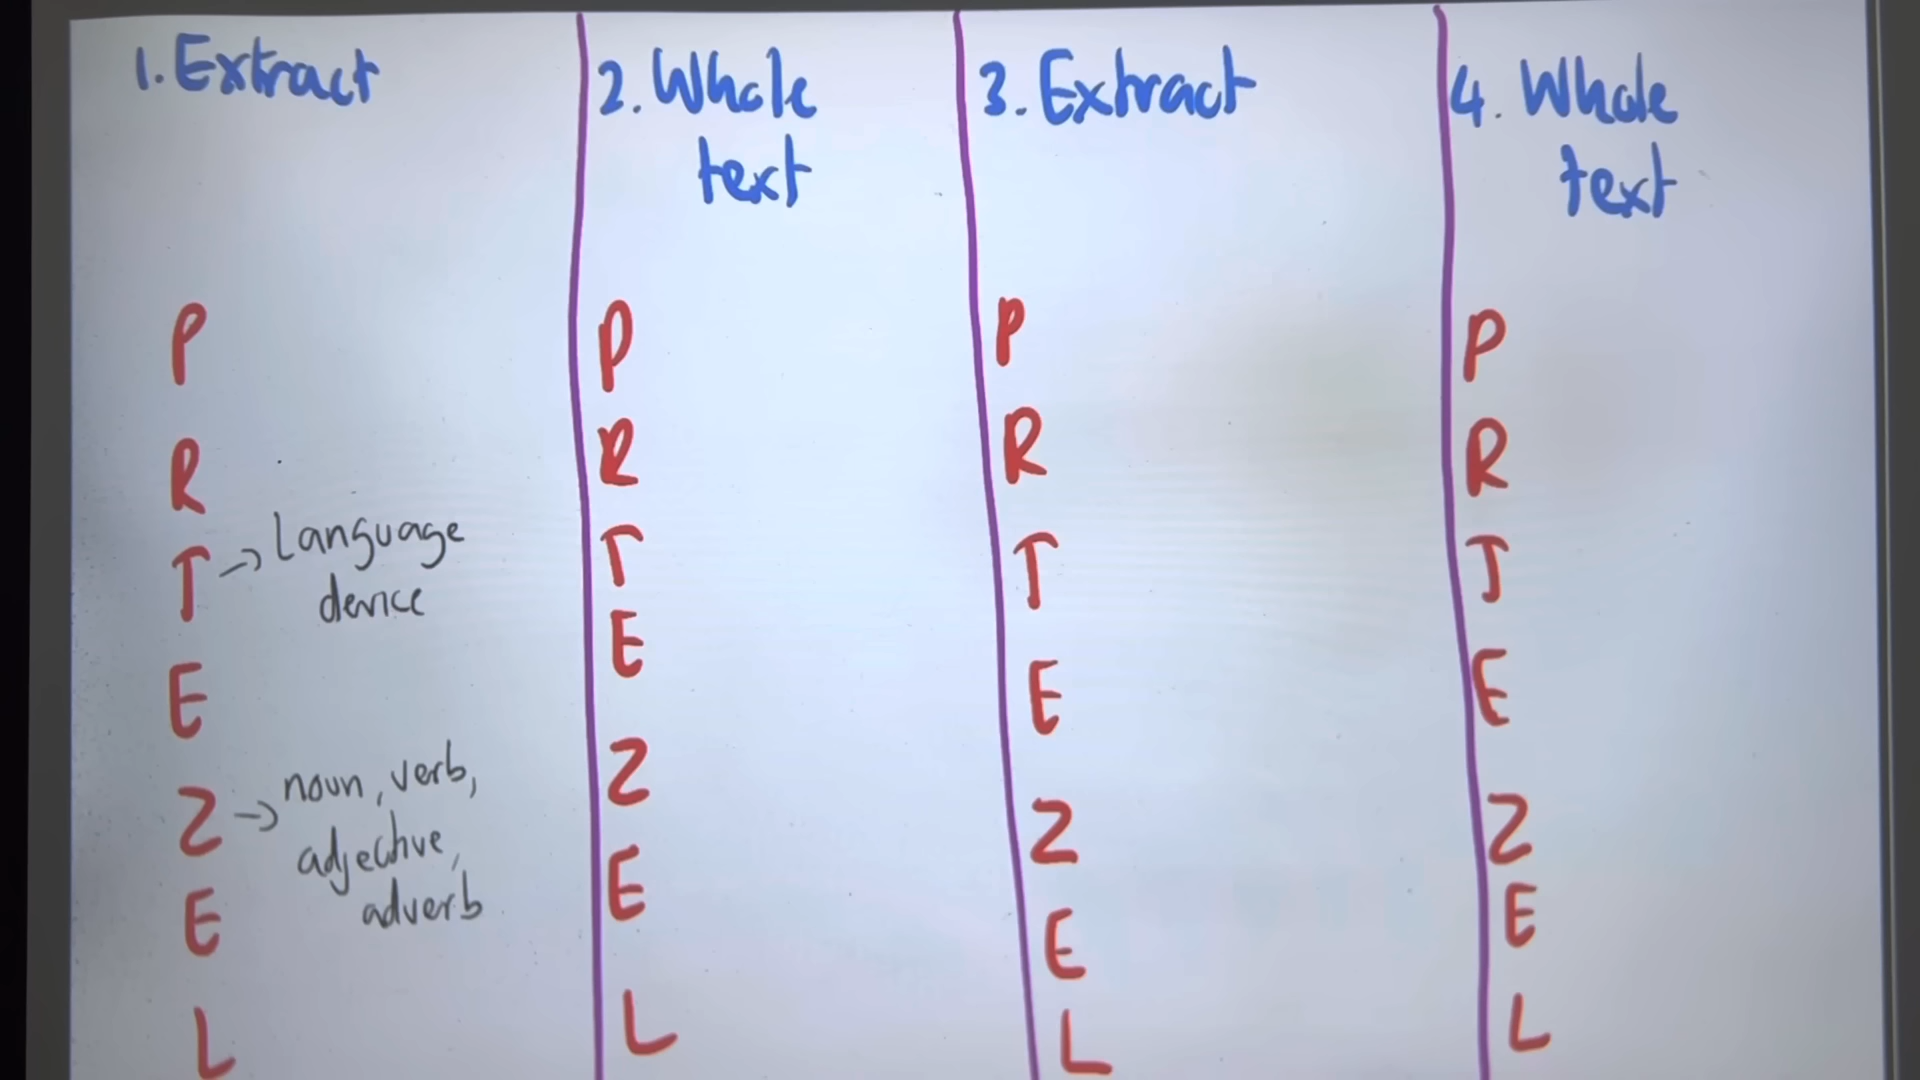 1. Extract
P
R
T → Language
device
E
Z → noun, verb,
adjective,
adverb
E
L
2. Whole
text
P
R
T
E
Z
E
L
3. Extract
P
R
T
E
Z
E
L
4. Whole
text
P
R
T
E
Z
E
L